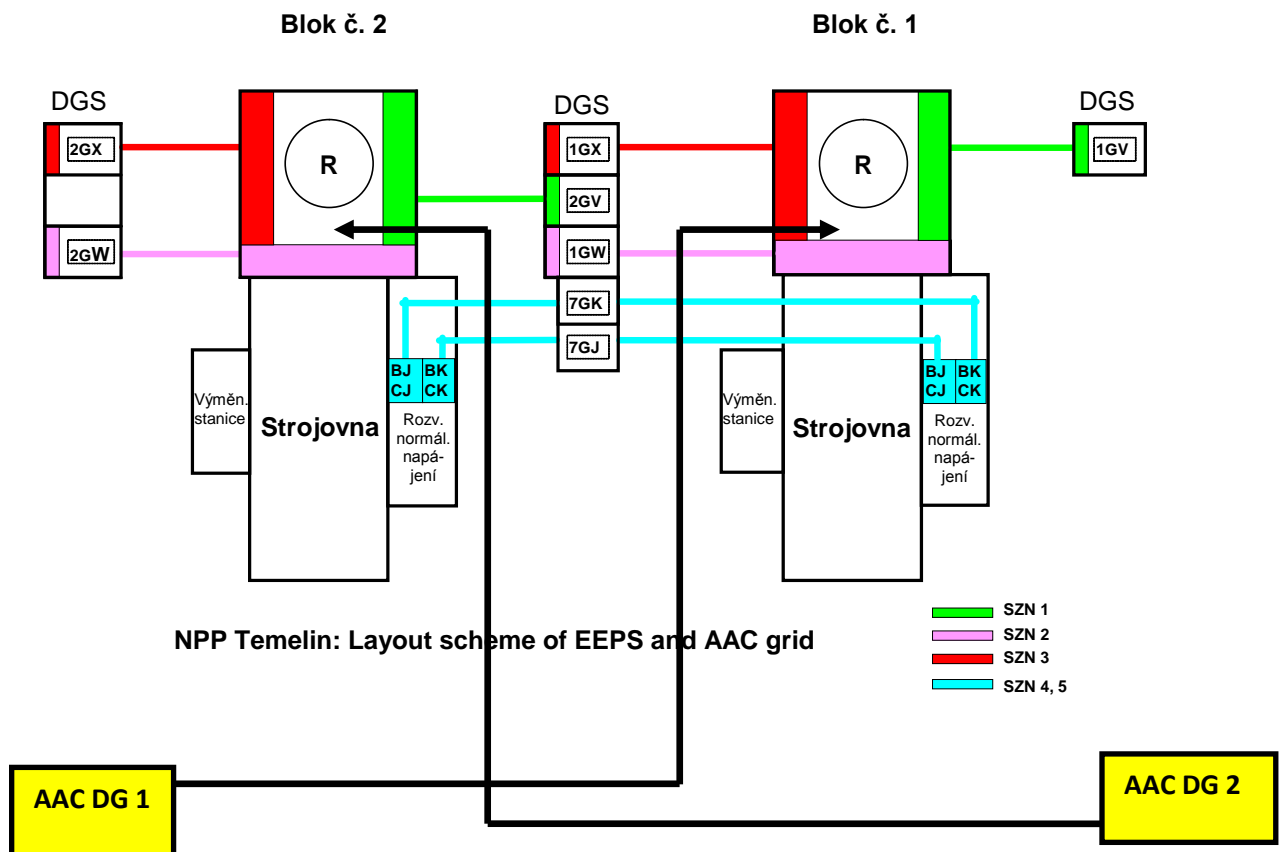 Blok č. 2
Blok č. 1
DGS
DGS
DGS
2GX
R
1GX
R
1GV
2GV
2GW
1GW
7GK
7GJ
BJ BK
CJ CK
BJ BK
CJ CK
Výměn.
stanice
Strojovna
Rozv.
normál.
napá-
jení
Výměn.
stanice
Strojovna
Rozv.
normál.
napá-
jení
SZN 1
SZN 2
SZN 3
SZN 4, 5
NPP Temelin: Layout scheme of EEPS and AAC grid
AAC DG 1
AAC DG 2